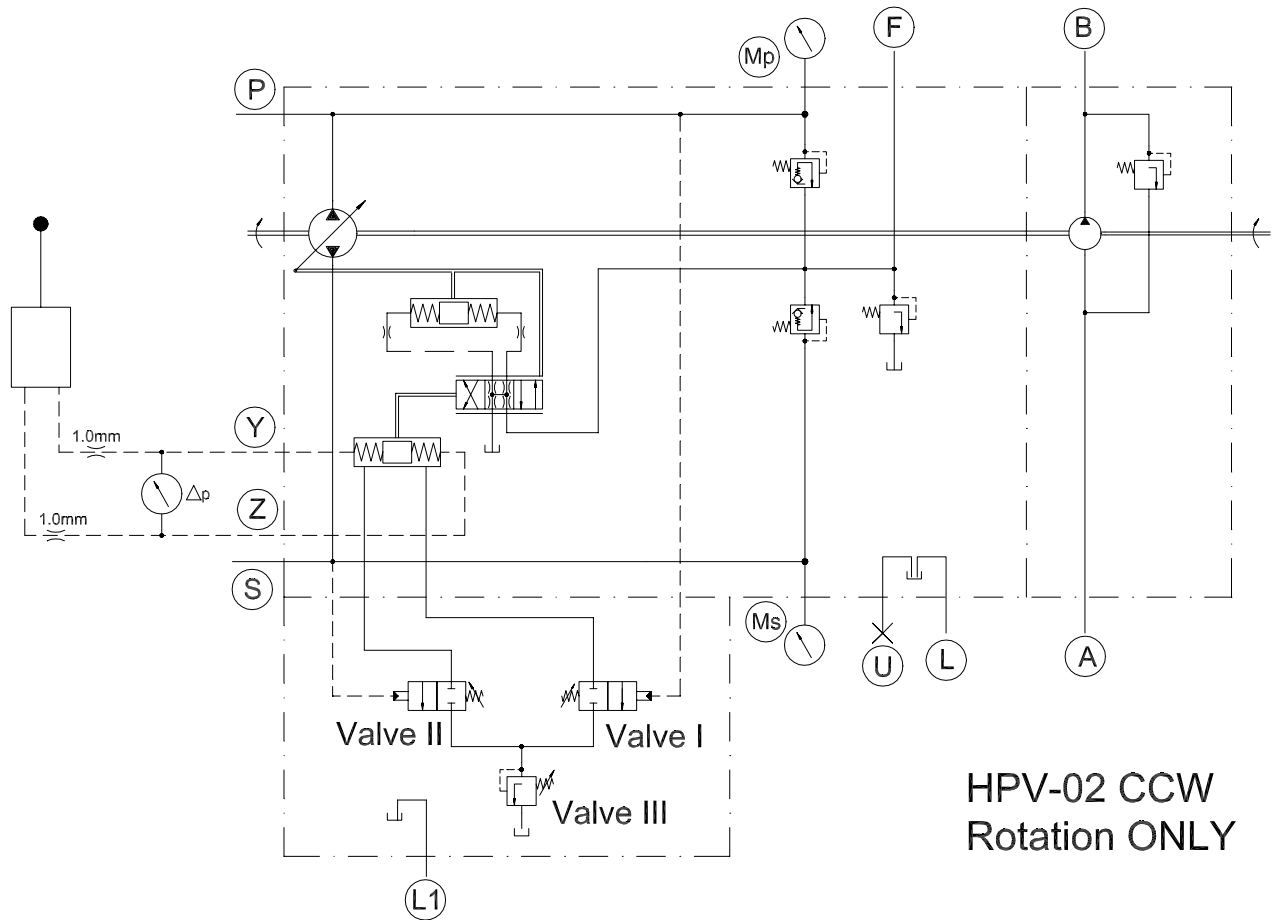 F
B
Mp
P
Y
1.0mm
Δp
Z
1.0mm
S
Ms
U
L
A
Valve II
Valve I
Valve III
HPV-02 CCW
Rotation ONLY
L1